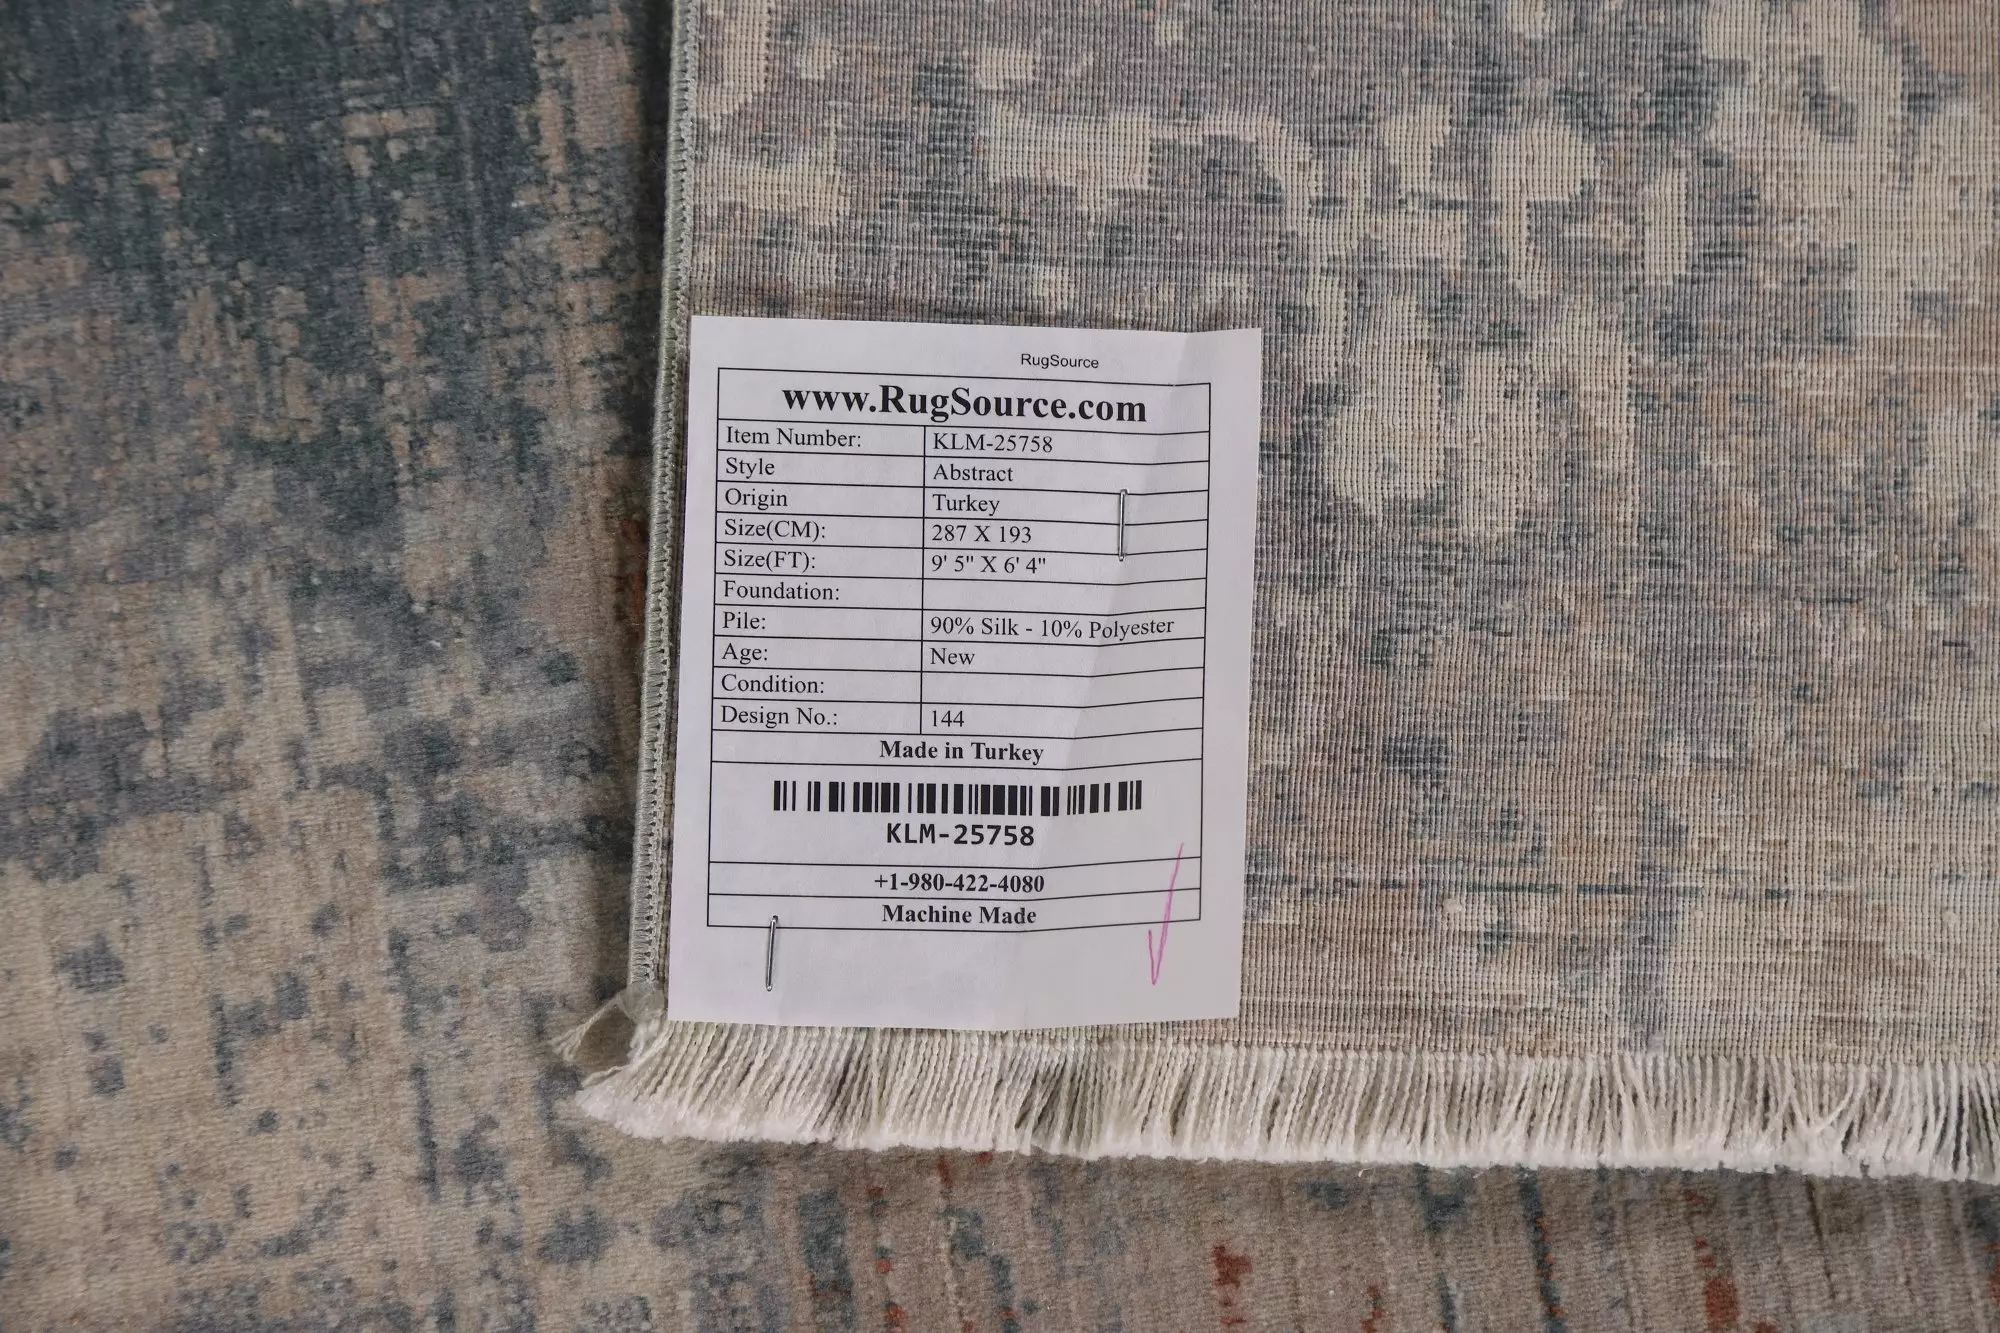 RugSource
www.RugSource.com
Item Number: KLM-25758
Style Abstract
Origin Turkey
Size(CM): 287 X 193
Size(FT): 9' 5" X 6' 4"
Foundation:
Pile: 90% Silk - 10% Polyester
Age: New
Condition:
Design No.: 144
Made in Turkey
KLM-25758
+1-980-422-4080
Machine Made